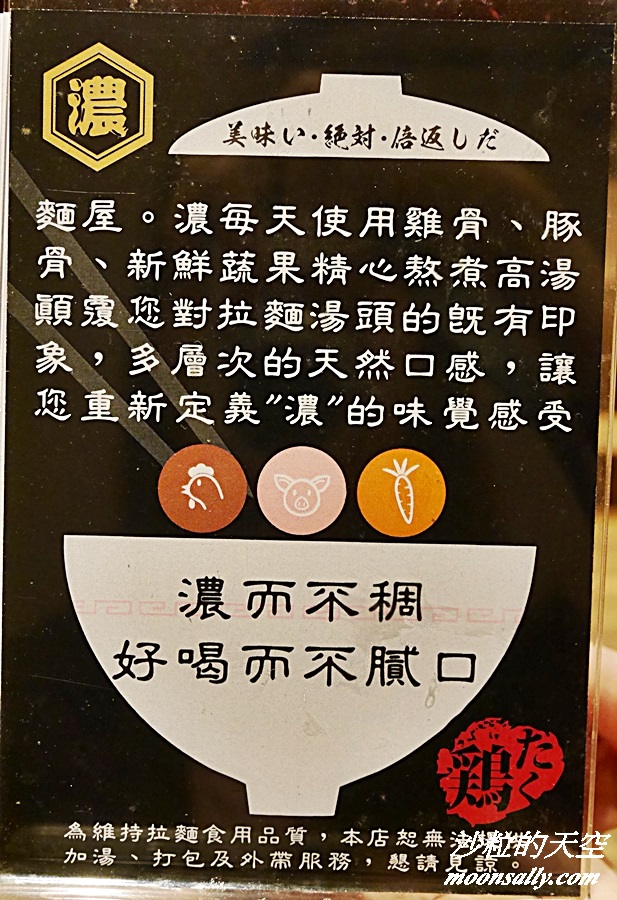 濃
美味い・絶対・倍返しだ
麵屋。濃每天使用雞骨、豚
骨、新鮮蔬果精心熬煮高湯
顛覆您對拉麵湯頭的既有印
象，多層次的天然口感，讓
您重新定義"濃"的味覺感受
濃而不稠
好喝而不膩口
鶏たく
為維持拉麵食用品質，本店恕無法
加湯、打包及外帶服務，懇請見諒。
沙粒的天空
moonsally.com